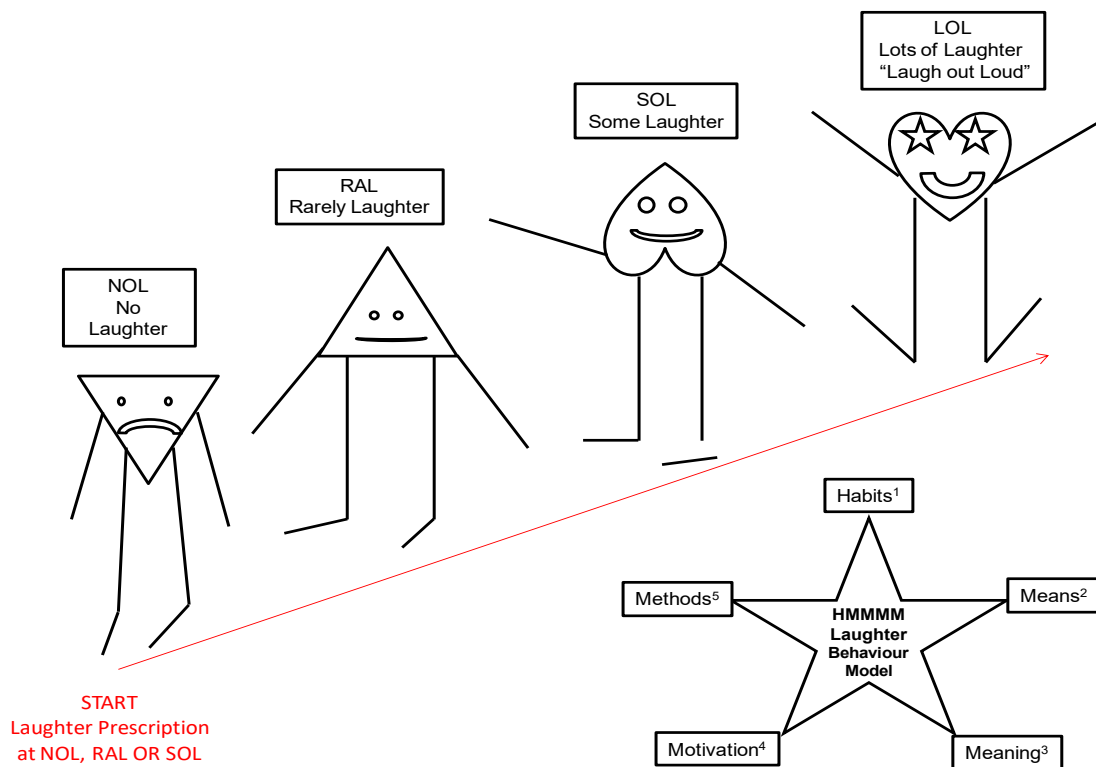 LOL
Lots of Laughter
“Laugh out Loud”
SOL
Some Laughter
RAL
Rarely Laughter
NOL
No
Laughter
Habits¹
Methods⁵
Means²
HMMMM
Laughter
Behaviour
Model
Motivation⁴
Meaning³
START
Laughter Prescription
at NOL, RAL OR SOL